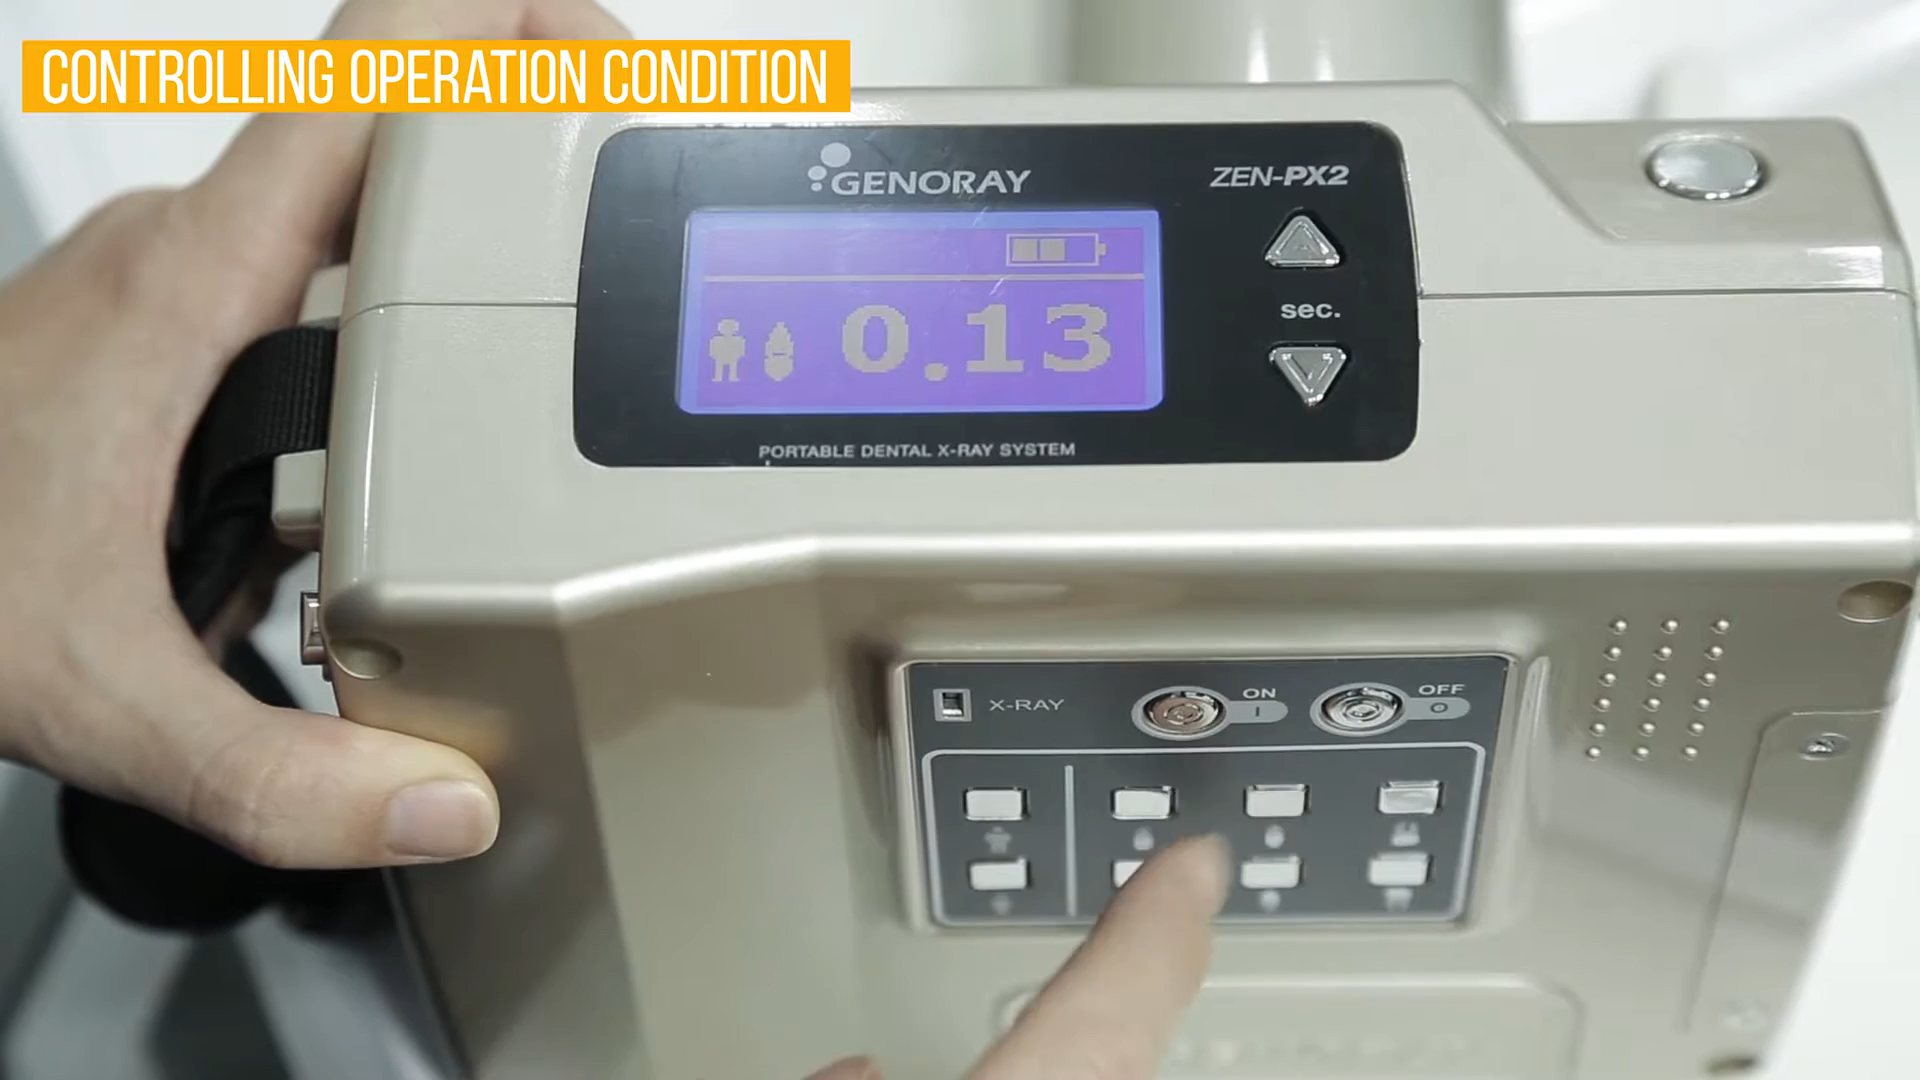 CONTROLLING OPERATION CONDITION
GENORAY
ZEN-PX2
0.13
sec.
PORTABLE DENTAL X-RAY SYSTEM
X-RAY
ON
I
OFF
O